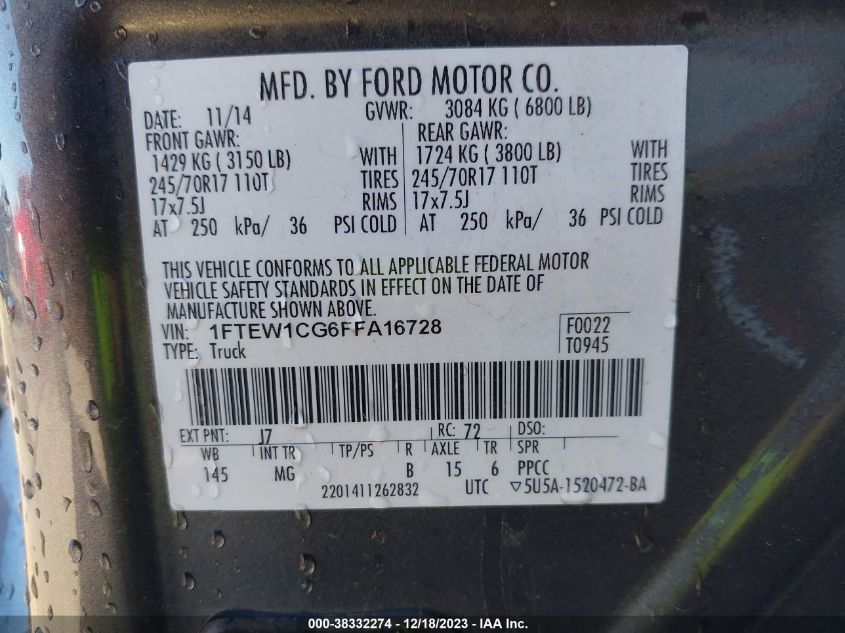 MFD. BY FORD MOTOR CO.
DATE: 11/14 GVWR: 3084 KG ( 6800 LB)
FRONT GAWR: REAR GAWR:
1429 KG ( 3150 LB) WITH 1724 KG ( 3800 LB) WITH
245/70R17 110T TIRES 245/70R17 110T TIRES
17x7.5J RIMS 17x7.5J RIMS
AT 250 kPa/ 36 PSI COLD AT 250 kPa/ 36 PSI COLD
THIS VEHICLE CONFORMS TO ALL APPLICABLE FEDERAL MOTOR
VEHICLE SAFETY STANDARDS IN EFFECT ON THE DATE OF
MANUFACTURE SHOWN ABOVE.
VIN: 1FTEW1CG6FFA16728 F0022
TYPE: Truck T0945
EXT PNT: J7 RC: 72 DSO:
WB INT TR TP/PS R AXLE TR SPR
145 MG B 15 6 PPCC
2201411262832 UTC ▽5U5A-1520472-BA
000-38332274 - 12/18/2023 - IAA Inc.